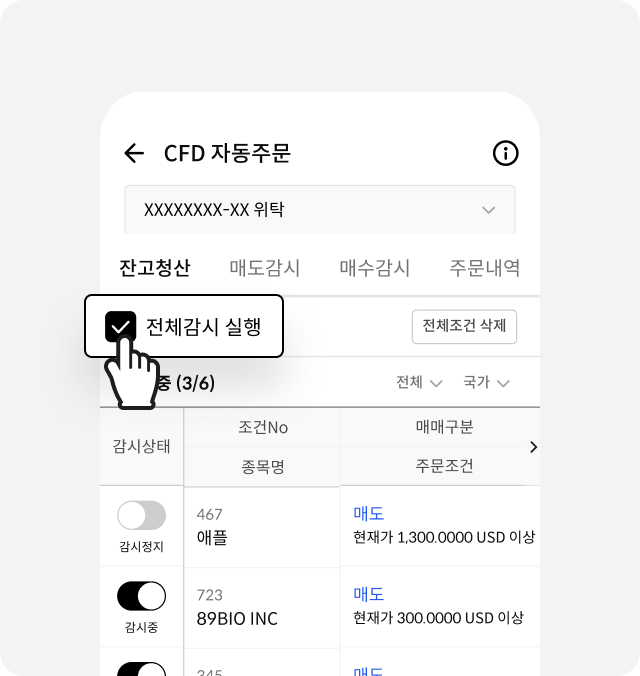 CFD 자동주문
XXXXXXXX-XX 위탁
잔고청산 매도감시 매수감시 주문내역
전체감시 실행 전체조건 삭제
중 (3/6) 전체 국가
감시상태 조건No 매매구분
종목명 주문조건
467 매도
감시정지 애플 현재가 1,300.0000 USD 이상
723 매도
감시중 89BIO INC 현재가 300.0000 USD 이상
345 매도